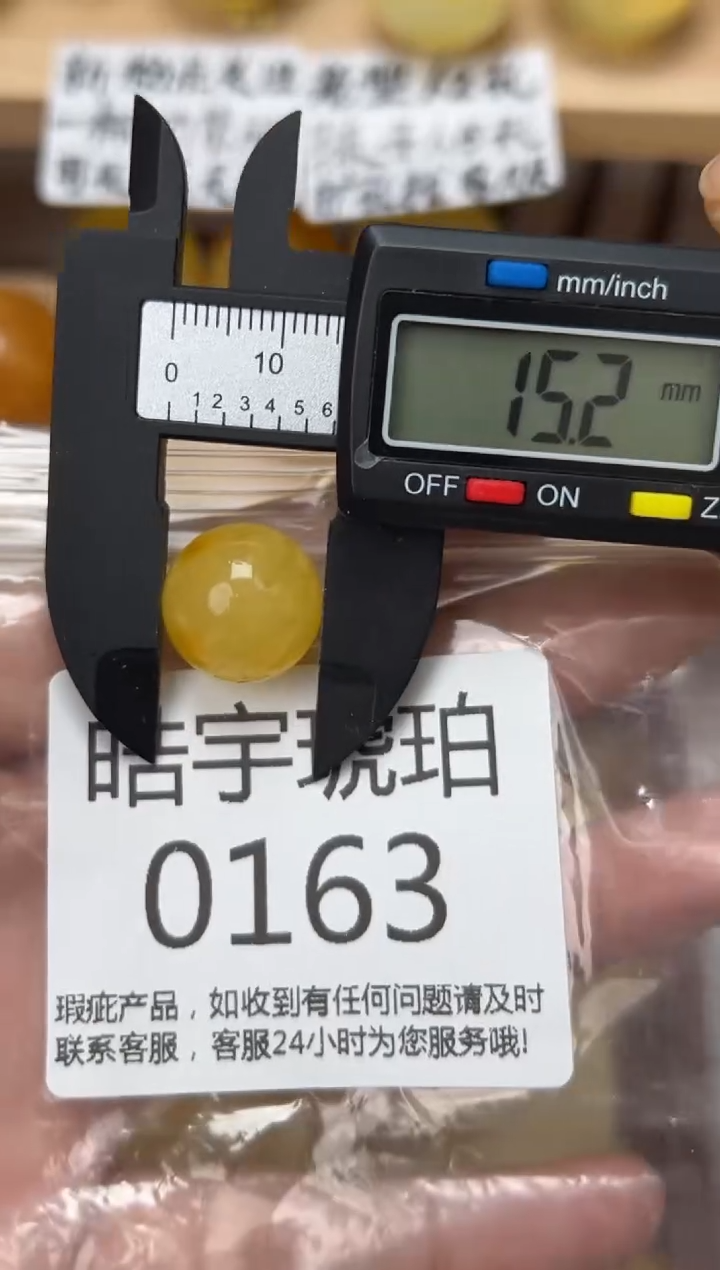 mm/inch
0 10
1 2 3 4 5 6
15.2 mm
OFF ON Z
皓宇琥珀
0163
瑕疵产品，如收到有任何问题请及时
联系客服，客服24小时为您服务哦!